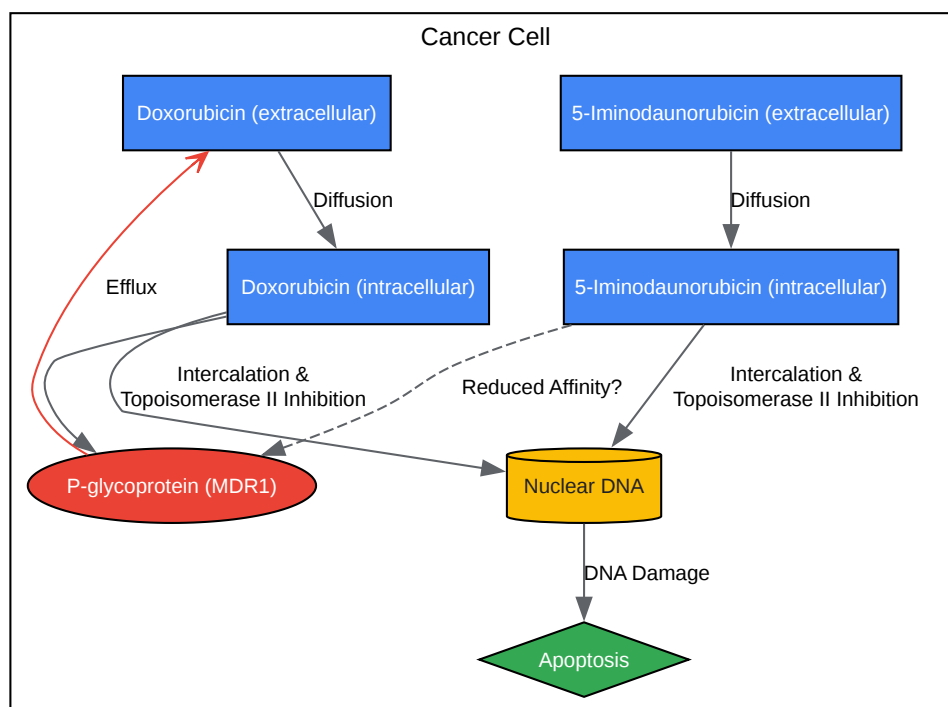 Cancer Cell
Doxorubicin (extracellular)
5-Iminodaunorubicin (extracellular)
Diffusion
Diffusion
Doxorubicin (intracellular)
5-Iminodaunorubicin (intracellular)
Efflux
Intercalation &
Topoisomerase II Inhibition
Reduced Affinity?
Intercalation &
Topoisomerase II Inhibition
P-glycoprotein (MDR1)
Nuclear DNA
DNA Damage
Apoptosis